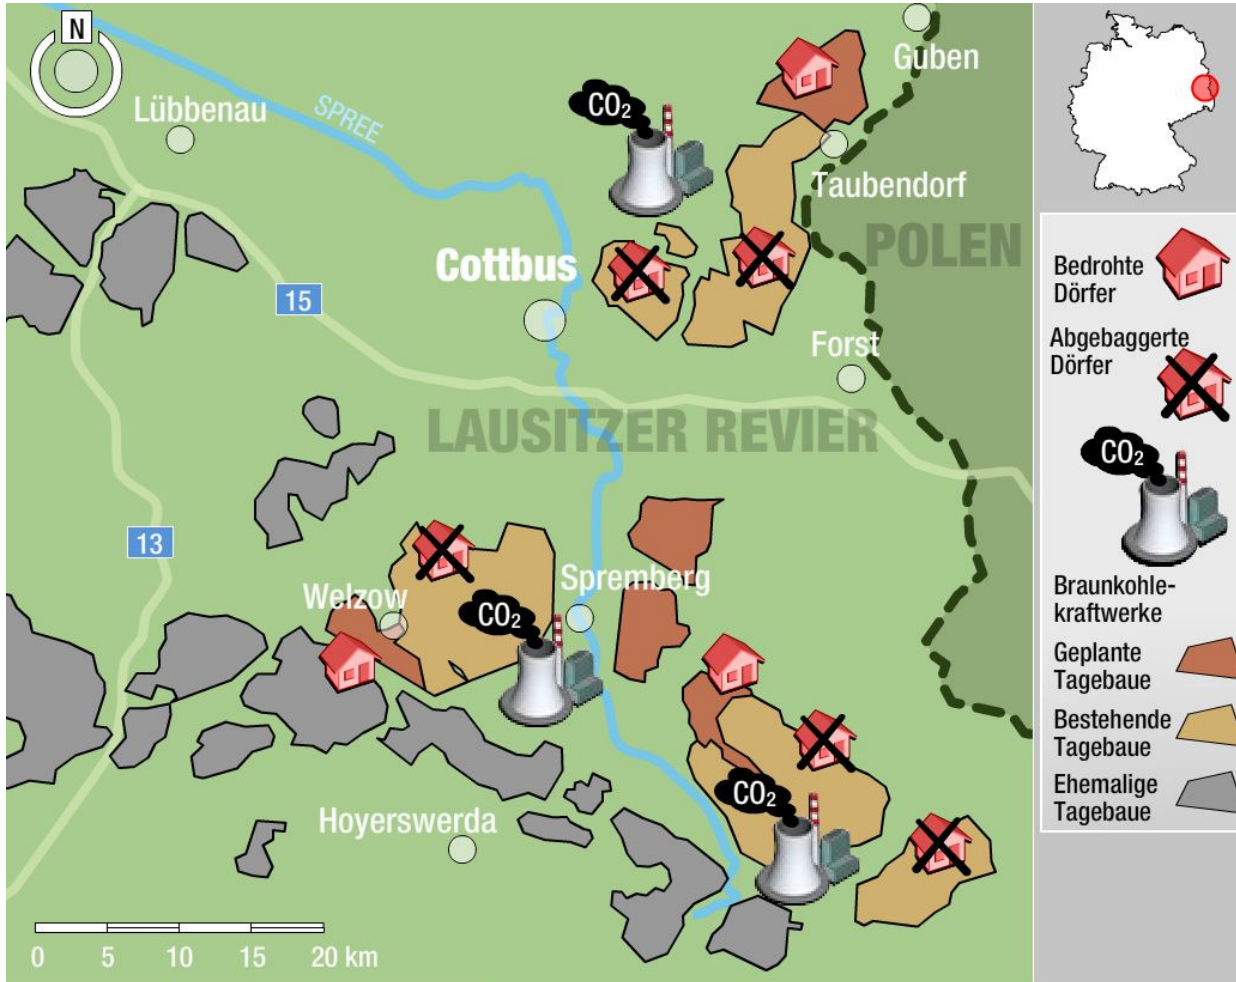 N
Lübbenau
SPREE
CO₂
Guben
Taubendorf
POLEN
Cottbus
15
Forst
LAUSITZER REVIER
13
Welzow
Spremberg
CO₂
CO₂
Hoyerswerda
0 5 10 15 20 km
Bedrohte
Dörfer
Abgebaggerte
Dörfer
CO₂
Braunkohle-
kraftwerke
Geplante
Tagebaue
Bestehende
Tagebaue
Ehemalige
Tagebaue